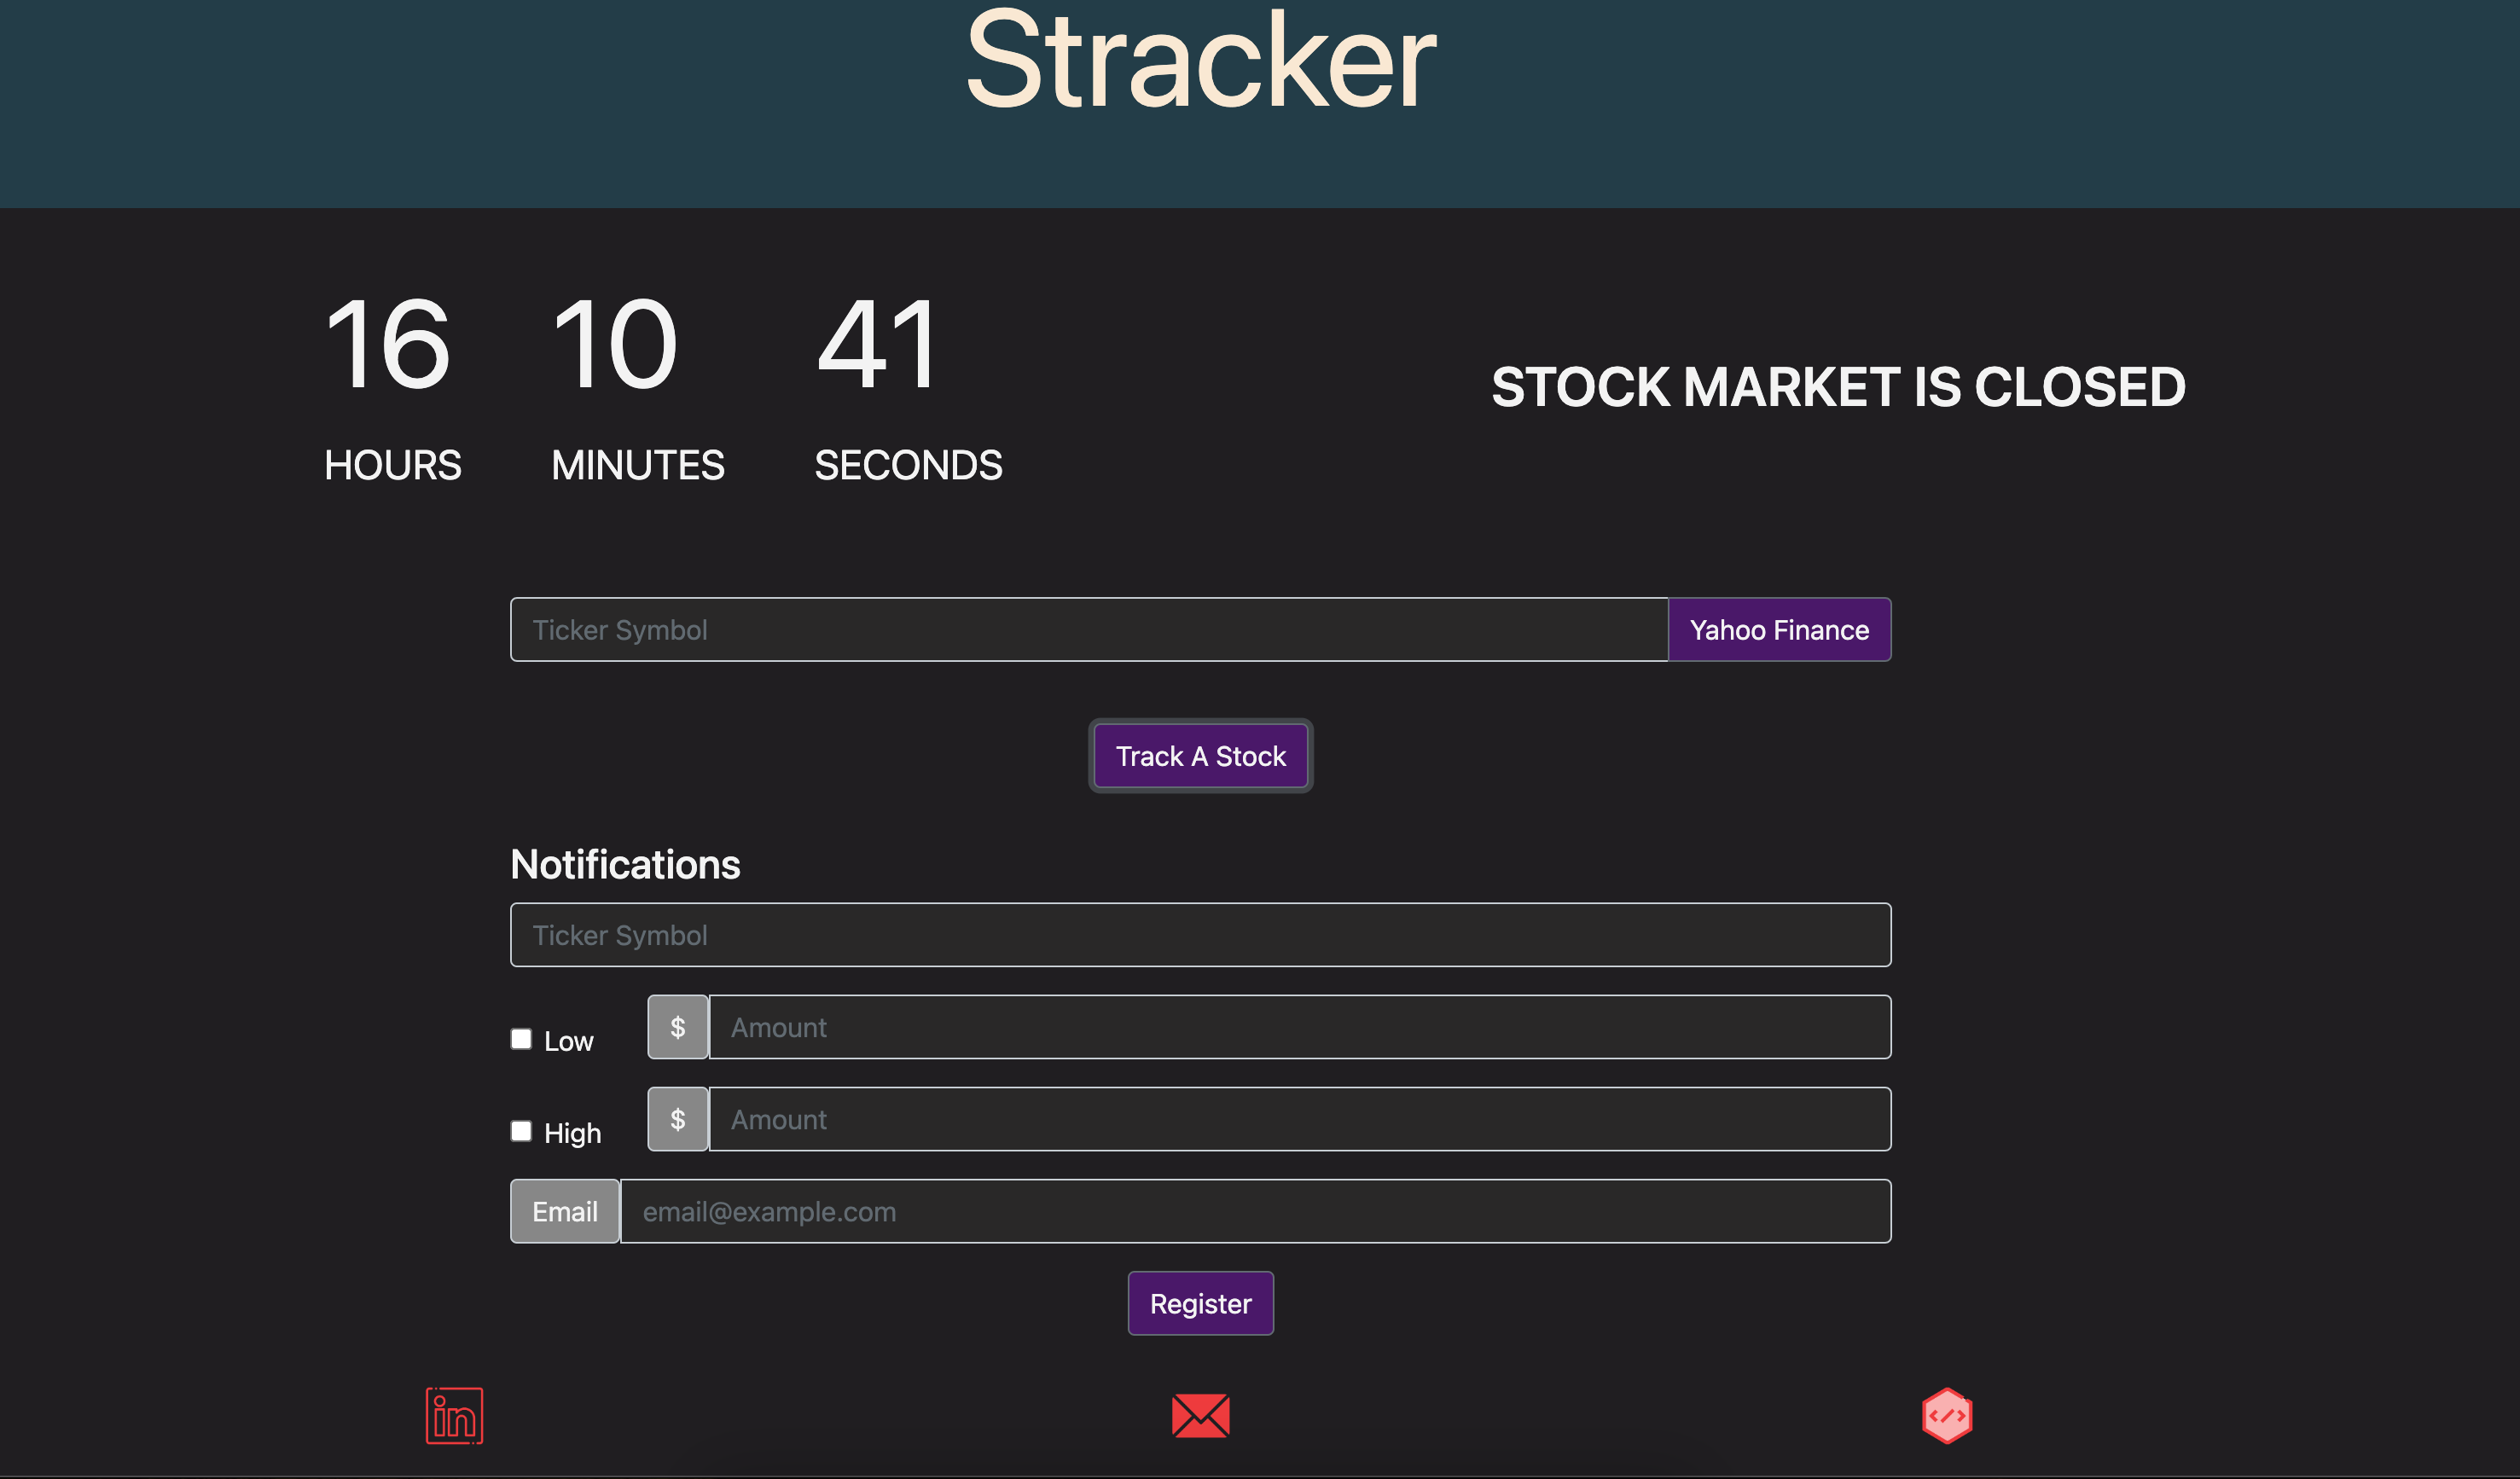 Stracker
16 10 41
HOURS MINUTES SECONDS
STOCK MARKET IS CLOSED
Ticker Symbol Yahoo Finance
Track A Stock
Notifications
Ticker Symbol
Low $ Amount
High $ Amount
Email email@example.com
Register
in
</>